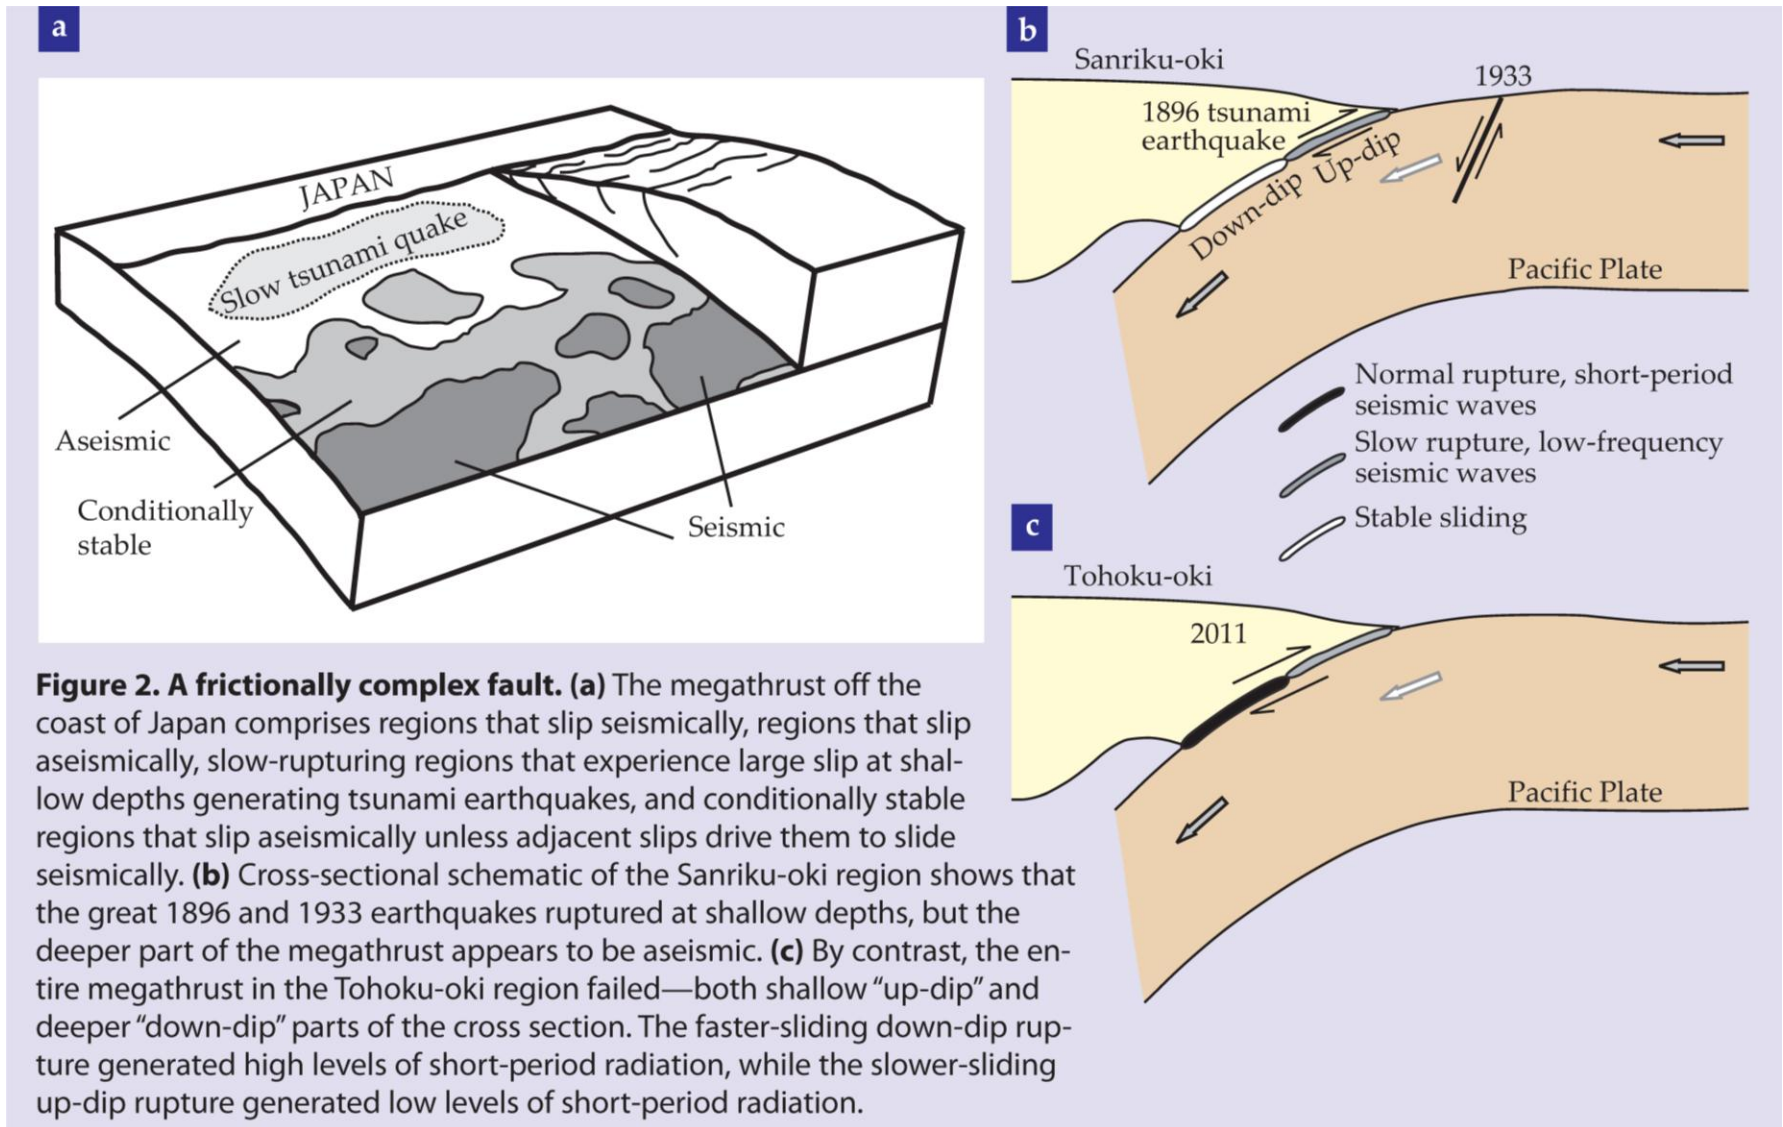 a
JAPAN
Slow tsunami quake
Aseismic
Conditionally
stable
Seismic
b
Sanriku-oki
1933
1896 tsunami
earthquake
Up-dip
Down-dip
Pacific Plate
Normal rupture, short-period
seismic waves
Slow rupture, low-frequency
seismic waves
Stable sliding
c
Tohoku-oki
2011
Pacific Plate
Figure 2. A frictionally complex fault. (a) The megathrust off the
coast of Japan comprises regions that slip seismically, regions that slip
aseismically, slow-rupturing regions that experience large slip at shal-
low depths generating tsunami earthquakes, and conditionally stable
regions that slip aseismically unless adjacent slips drive them to slide
seismically. (b) Cross-sectional schematic of the Sanriku-oki region shows that
the great 1896 and 1933 earthquakes ruptured at shallow depths, but the
deeper part of the megathrust appears to be aseismic. (c) By contrast, the en-
tire megathrust in the Tohoku-oki region failed—both shallow “up-dip” and
deeper “down-dip” parts of the cross section. The faster-sliding down-dip rup-
ture generated high levels of short-period radiation, while the slower-sliding
up-dip rupture generated low levels of short-period radiation.